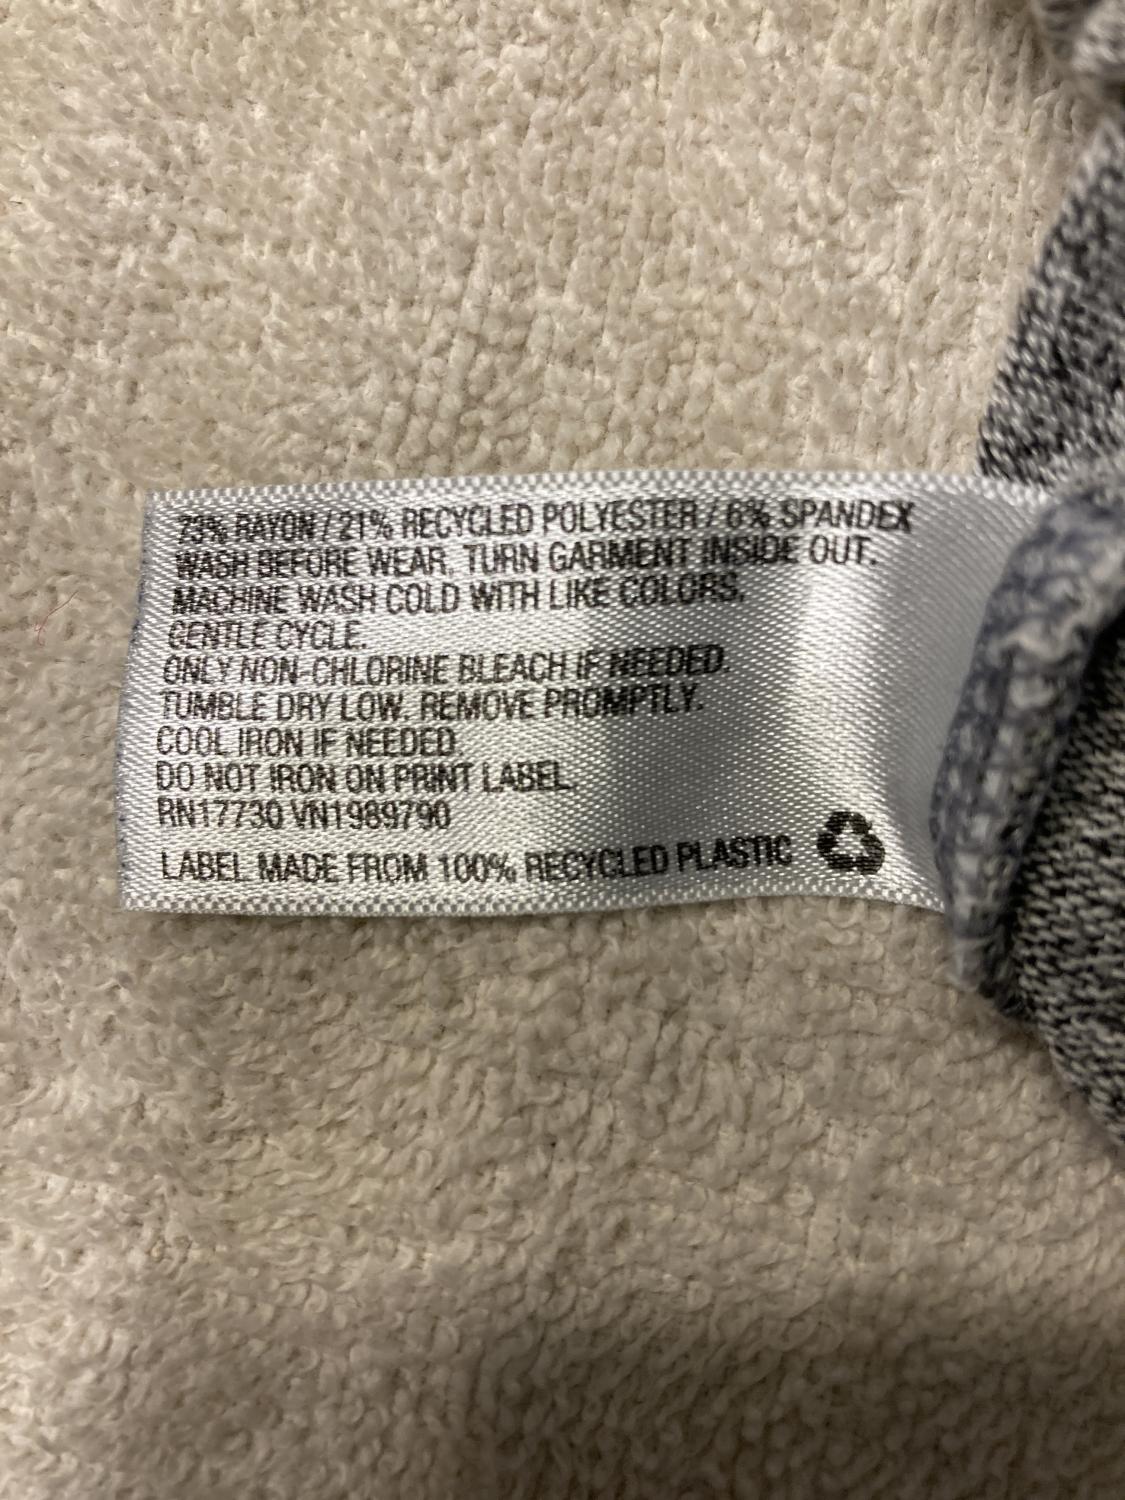 73% RAYON / 21% RECYCLED POLYESTER / 6% SPANDEX
WASH BEFORE WEAR, TURN GARMENT INSIDE OUT.
MACHINE WASH COLD WITH LIKE COLORS.
GENTLE CYCLE.
ONLY NON-CHLORINE BLEACH IF NEEDED.
TUMBLE DRY LOW. REMOVE PROMPTLY.
COOL IRON IF NEEDED.
DO NOT IRON ON PRINT LABEL.
RN17730 VN1989790
LABEL MADE FROM 100% RECYCLED PLASTIC